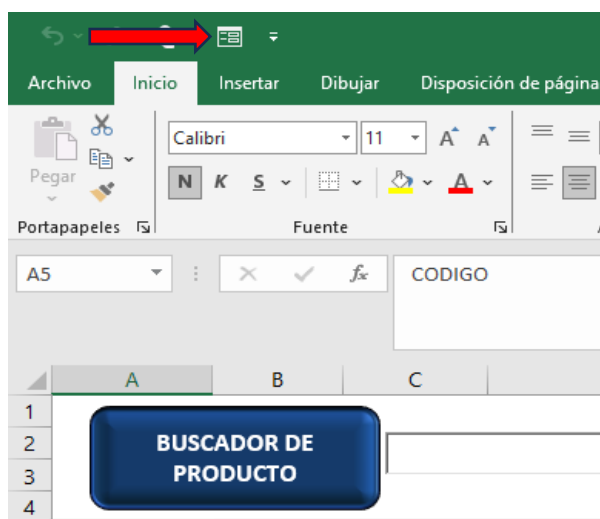 Archivo Inicio Insertar Dibujar Disposición de página
Pegar
Calibri 11 A A
N K S A
Portapapeles Fuente
A5 fx CODIGO
A B C
1
2
3
4
BUSCADOR DE
PRODUCTO